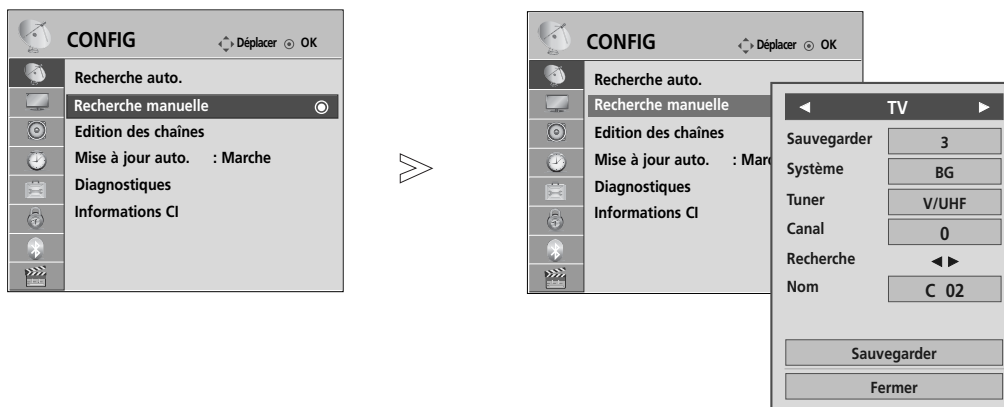 CONFIG
Déplacer OK
Recherche auto.
Recherche manuelle
Edition des chaînes
Mise à jour auto. : Marche
Diagnostiques
Informations CI
CONFIG
Déplacer OK
Recherche auto.
Recherche manuelle
Edition des chaînes
Mise à jour auto. : Mar
Diagnostiques
Informations CI
◄ TV ►
Sauvegarder 3
Système BG
Tuner V/UHF
Canal 0
Recherche ◄ ►
Nom C 02
Sauvegarder
Fermer